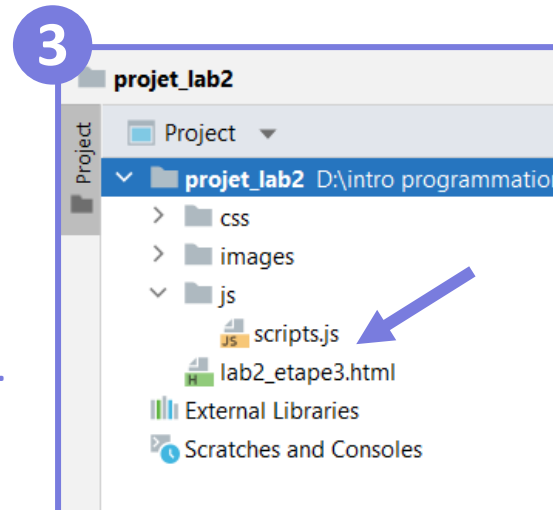 3
projet_lab2
Project
Project
projet_lab2 D:\intro programmation
css
images
js
JS scripts.js
H lab2_etape3.html
External Libraries
Scratches and Consoles